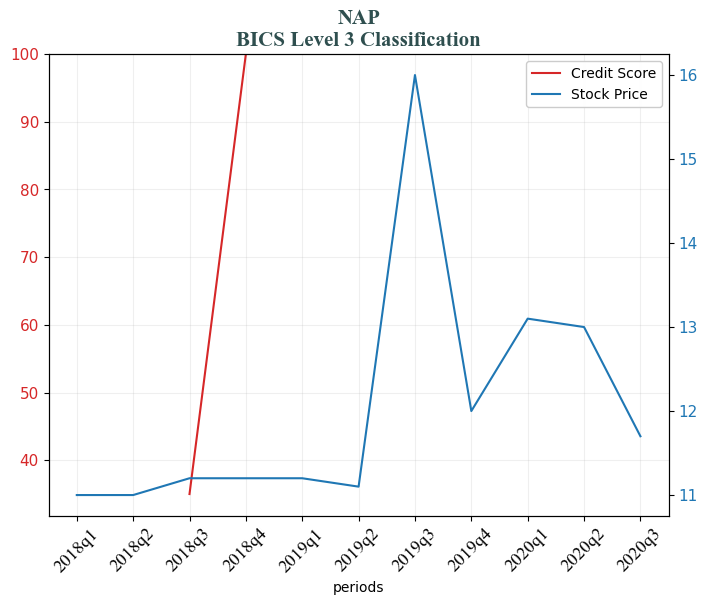 NAP
BICS Level 3 Classification
100
90
80
70
60
50
40
16
15
14
13
12
11
Credit Score
Stock Price
2018q1
2018q2
2018q3
2018q4
2019q1
2019q2
2019q3
2019q4
2020q1
2020q2
2020q3
periods